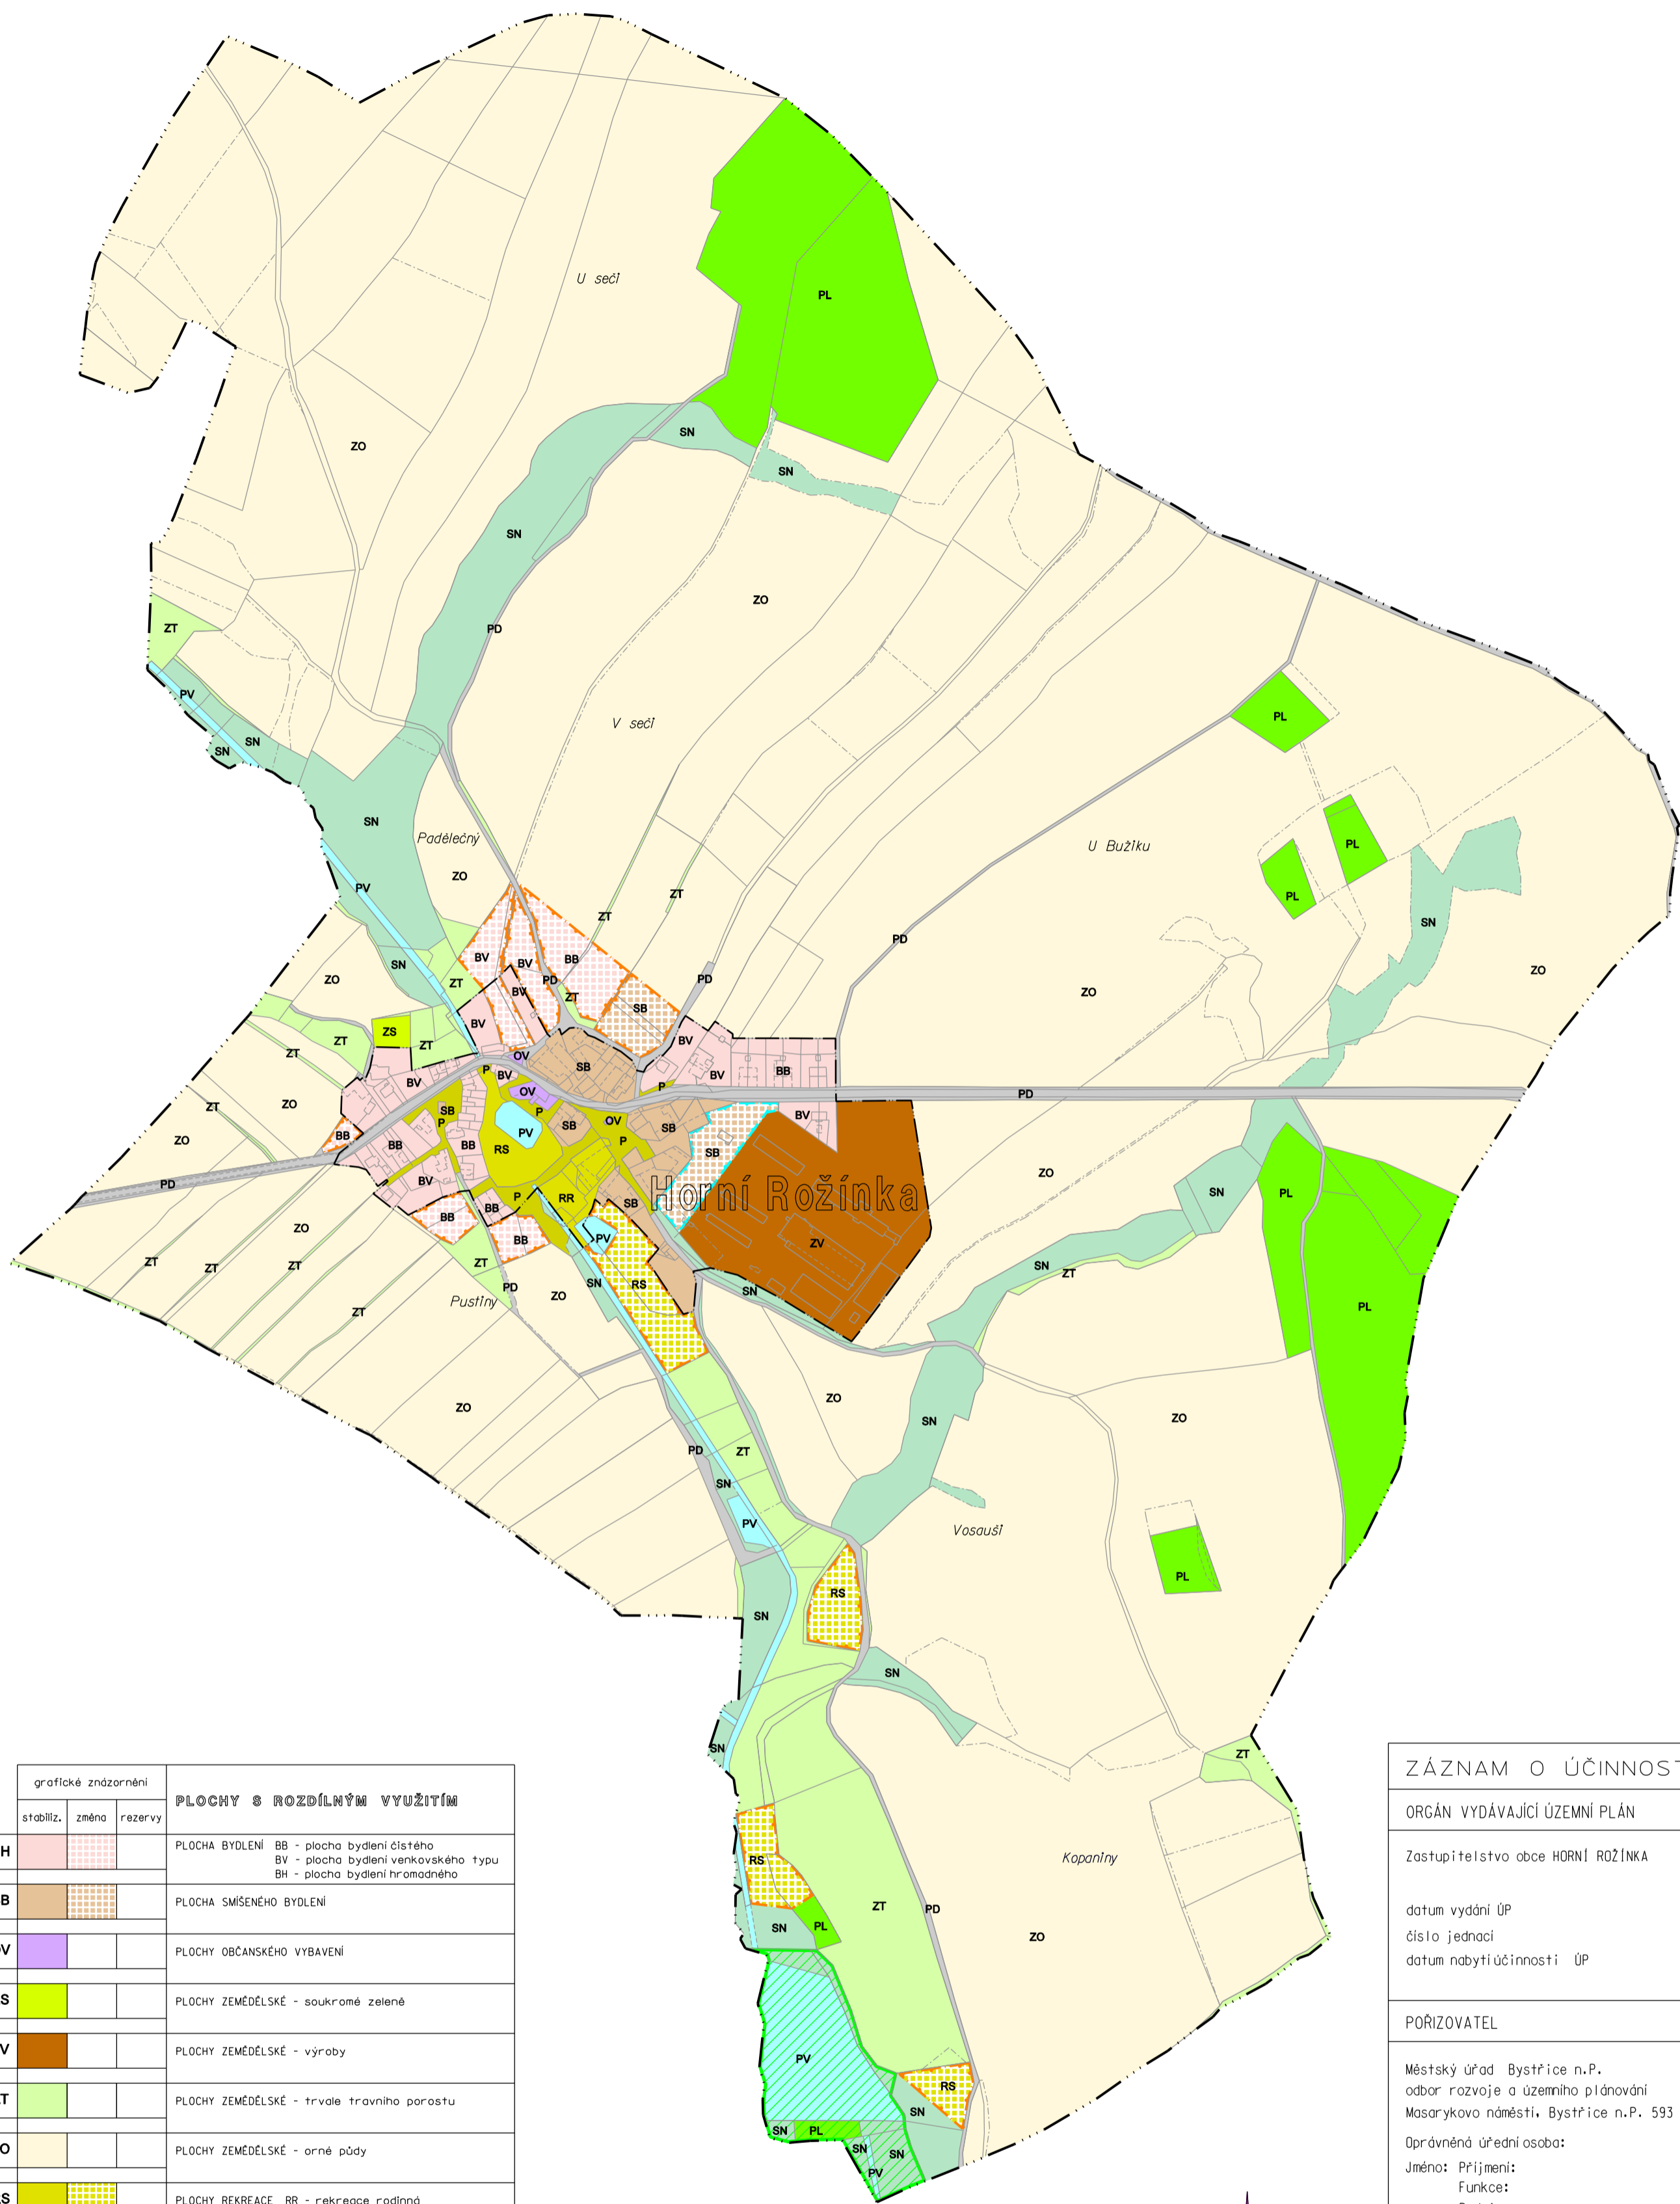 U sečí
PL
ZO
SN
SN
SN
ZO
ZT
PD
PV
SN
SN
V sečí
PL
SN
Padělečný
ZO
U Bužiku
PL
PL
PV
ZT
ZT
SN
PD
ZO
ZO
SN
ZT
BV
BV
BB
PD
BV
ZT
SB
PD
ZO
ZS
ZT
ZT
ZT
BV
OV
SB
BV
BV
BB
P
BV
P
PD
ZT
ZO
ZO
BV
SB
P
OV
P
PV
SB
OV
P
SB
BV
BB
BB
BB
RS
SB
ZO
PD
BV
P
RR
SB
Horní Rožínka
SN
PL
ZO
BB
BB
BB
PV
ZV
ZT
ZT
ZT
ZT
PD
SN
RS
SN
SN
ZT
PL
Pustiny
ZO
ZT
ZO
ZO
SN
ZO
PD
ZT
SN
PV
Vosauší
PL
RS
SN
SN
SN
ZT
RS
Kopaniny
ZT
PD
SN
PL
ZO
PV
RS
SN
SN
PL
SN
SN
PV
grafické znázornění
PLOCHY S ROZDÍLNÝM VYUŽITÍM
stabiliz. změna rezervy
H PLOCHA BYDLENÍ BB - plocha bydlení čistého
BV - plocha bydlení venkovského typu
BH - plocha bydlení hromadného
B PLOCHA SMÍŠENÉHO BYDLENÍ
V PLOCHY OBČANSKÉHO VYBAVENÍ
S PLOCHY ZEMĚDĚLSKÉ - soukromé zeleně
V PLOCHY ZEMĚDĚLSKÉ - výroby
T PLOCHY ZEMĚDĚLSKÉ - trvale travního porostu
O PLOCHY ZEMĚDĚLSKÉ - orné půdy
S PLOCHY REKREACE RR - rekreace rodinná
ZÁZNAM O ÚČINNOST
ORGÁN VYDÁVAJÍCÍ ÚZEMNÍ PLÁN
Zastupitelstvo obce HORNÍ ROŽÍNKA
datum vydání ÚP
číslo jednací
datum nabytí účinnosti ÚP
POŘIZOVATEL
Městský úřad Bystřice n.P.
odbor rozvoje a územního plánování
Masarykovo náměstí, Bystřice n.P. 593
Oprávněná úřední osoba:
Jméno: Příjmení:
Funkce: